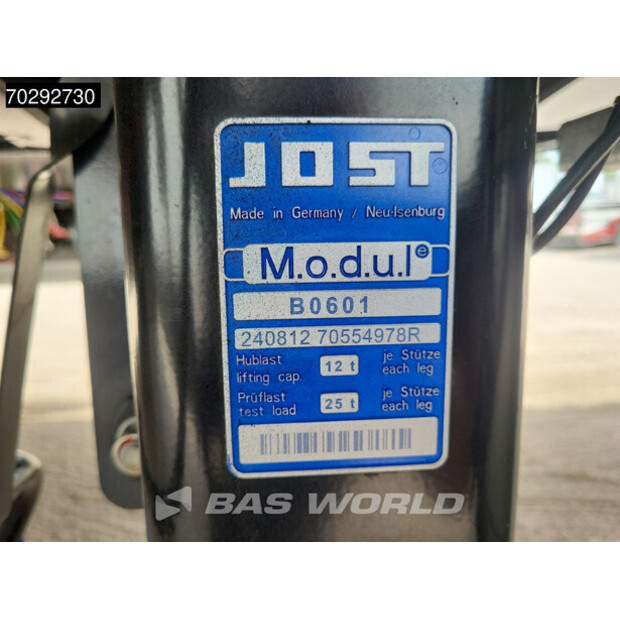 70292730
JOST
Made in Germany / Neu-Isenburg
M.o.d.u.l e
B0601
240812 70554978R
Hublast
lifting cap. 12 t je Stütze
each leg
Prüflast
test load 25 t je Stütze
each leg
BAS WORLD